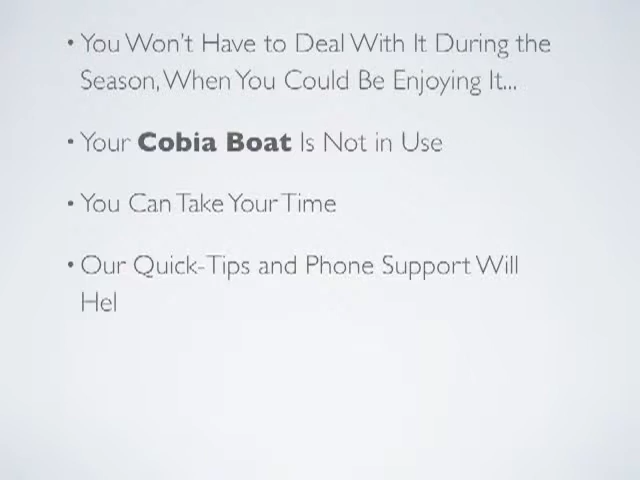 • You Won't Have to Deal With It During the
Season, When You Could Be Enjoying It...
• Your Cobia Boat Is Not in Use
• You Can Take Your Time
• Our Quick-Tips and Phone Support Will
Hel